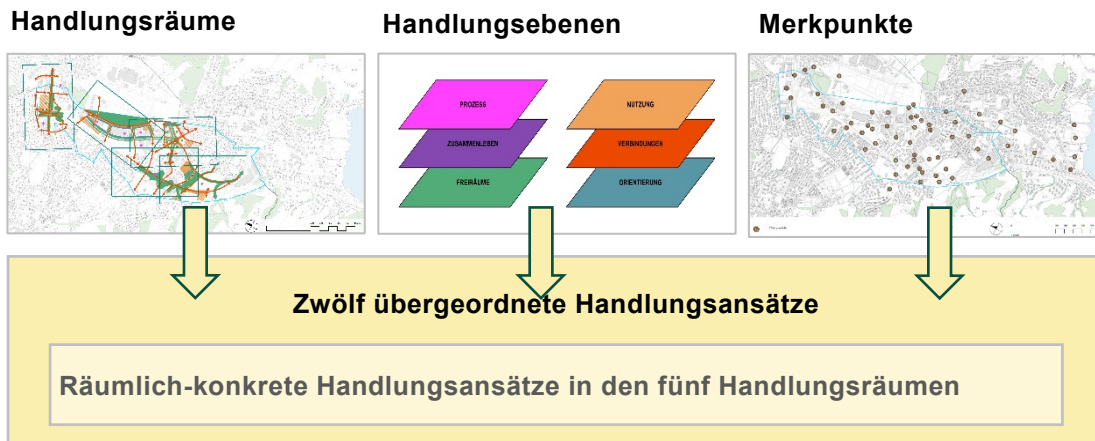 Handlungsräume
Handlungsebenen
Merkpunkte
PROZESS
NUTZUNG
ZUSAMMENLEBEN
VERBINDUNGEN
FREIRÄUME
ORIENTIERUNG
Zwölf übergeordnete Handlungsansätze
Räumlich-konkrete Handlungsansätze in den fünf Handlungsräumen